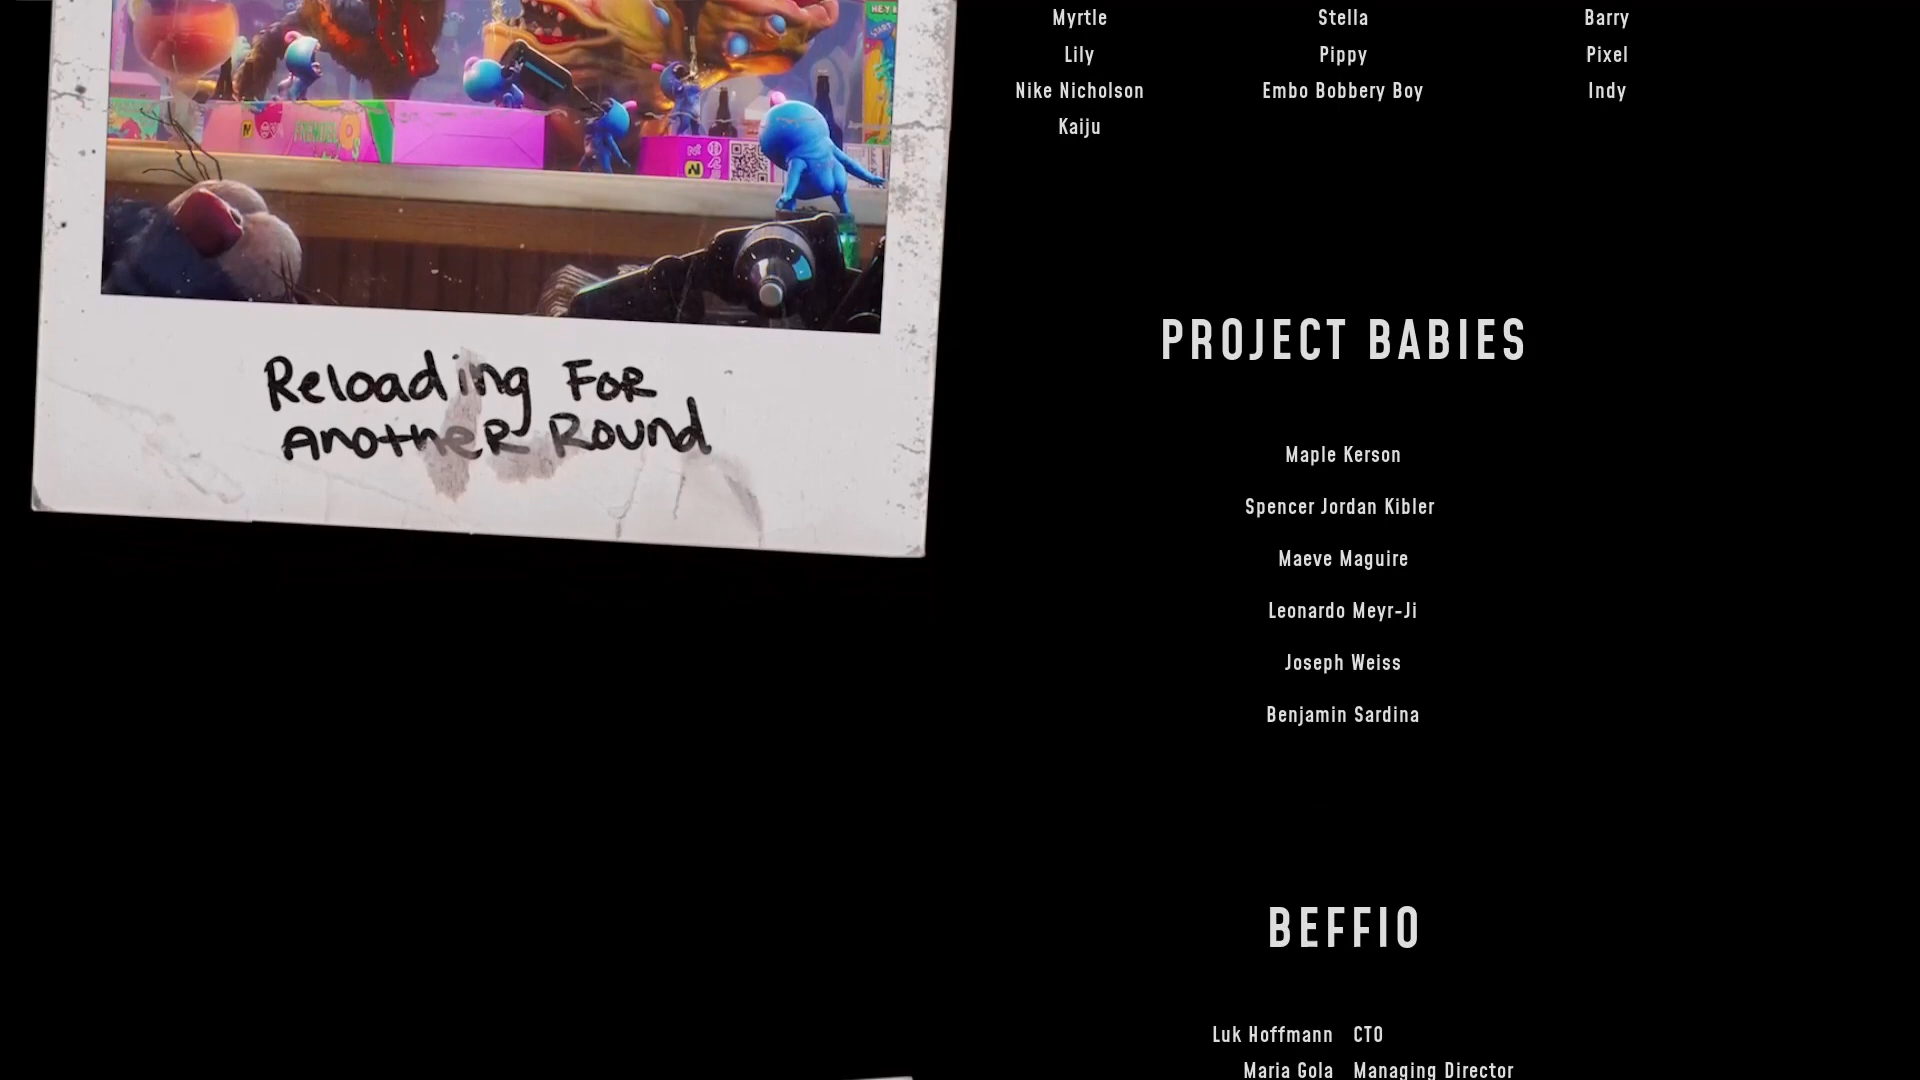 Myrtle Stella Barry
Lily Pippy Pixel
Nike Nicholson Embo Bobbery Boy Indy
Kaiju
Reloading For
Another Round
PROJECT BABIES
Maple Kerson
Spencer Jordan Kibler
Maeve Maguire
Leonardo Meyr-Ji
Joseph Weiss
Benjamin Sardina
BEFFIO
Luk Hoffmann CTO
Maria Gola Managing Director